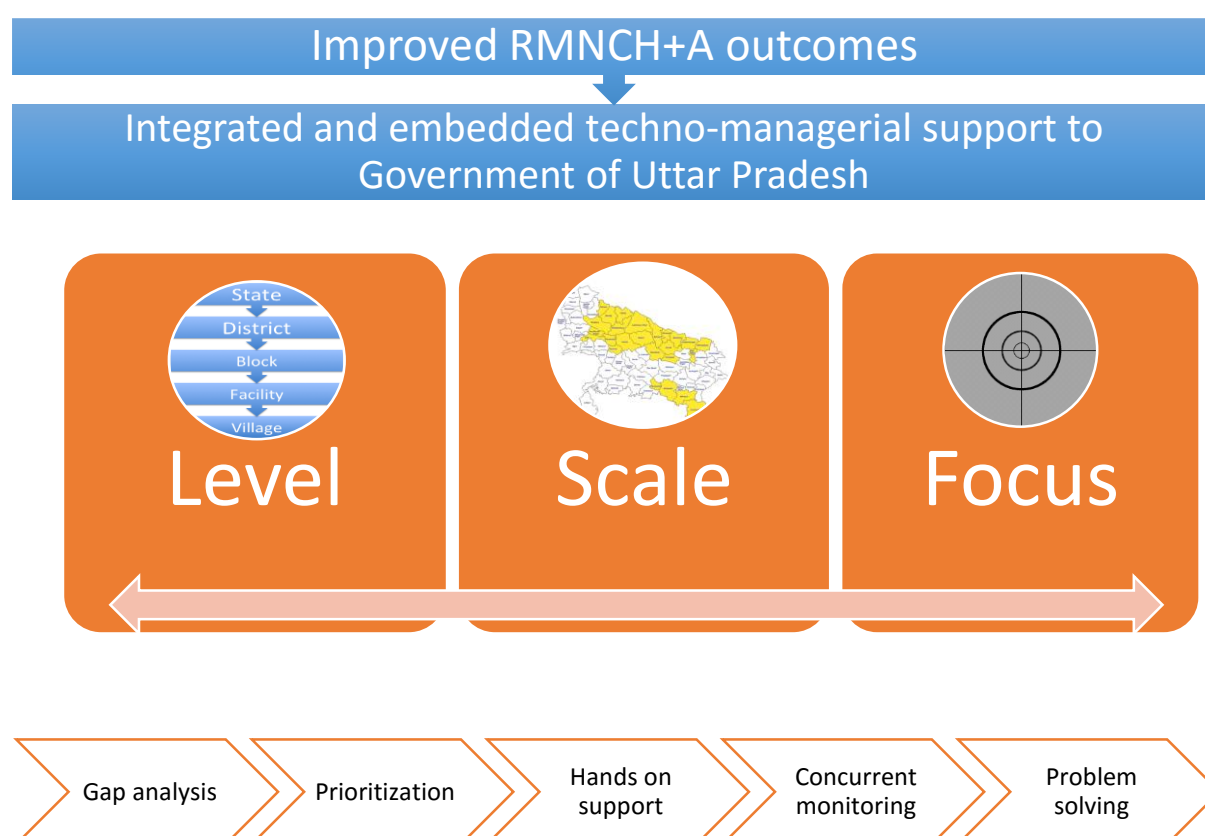 Improved RMNCH+A outcomes
Integrated and embedded techno-managerial support to
Government of Uttar Pradesh
State
District
Block
Facility
Village
Level
Scale
Focus
Gap analysis
Prioritization
Hands on
support
Concurrent
monitoring
Problem
solving